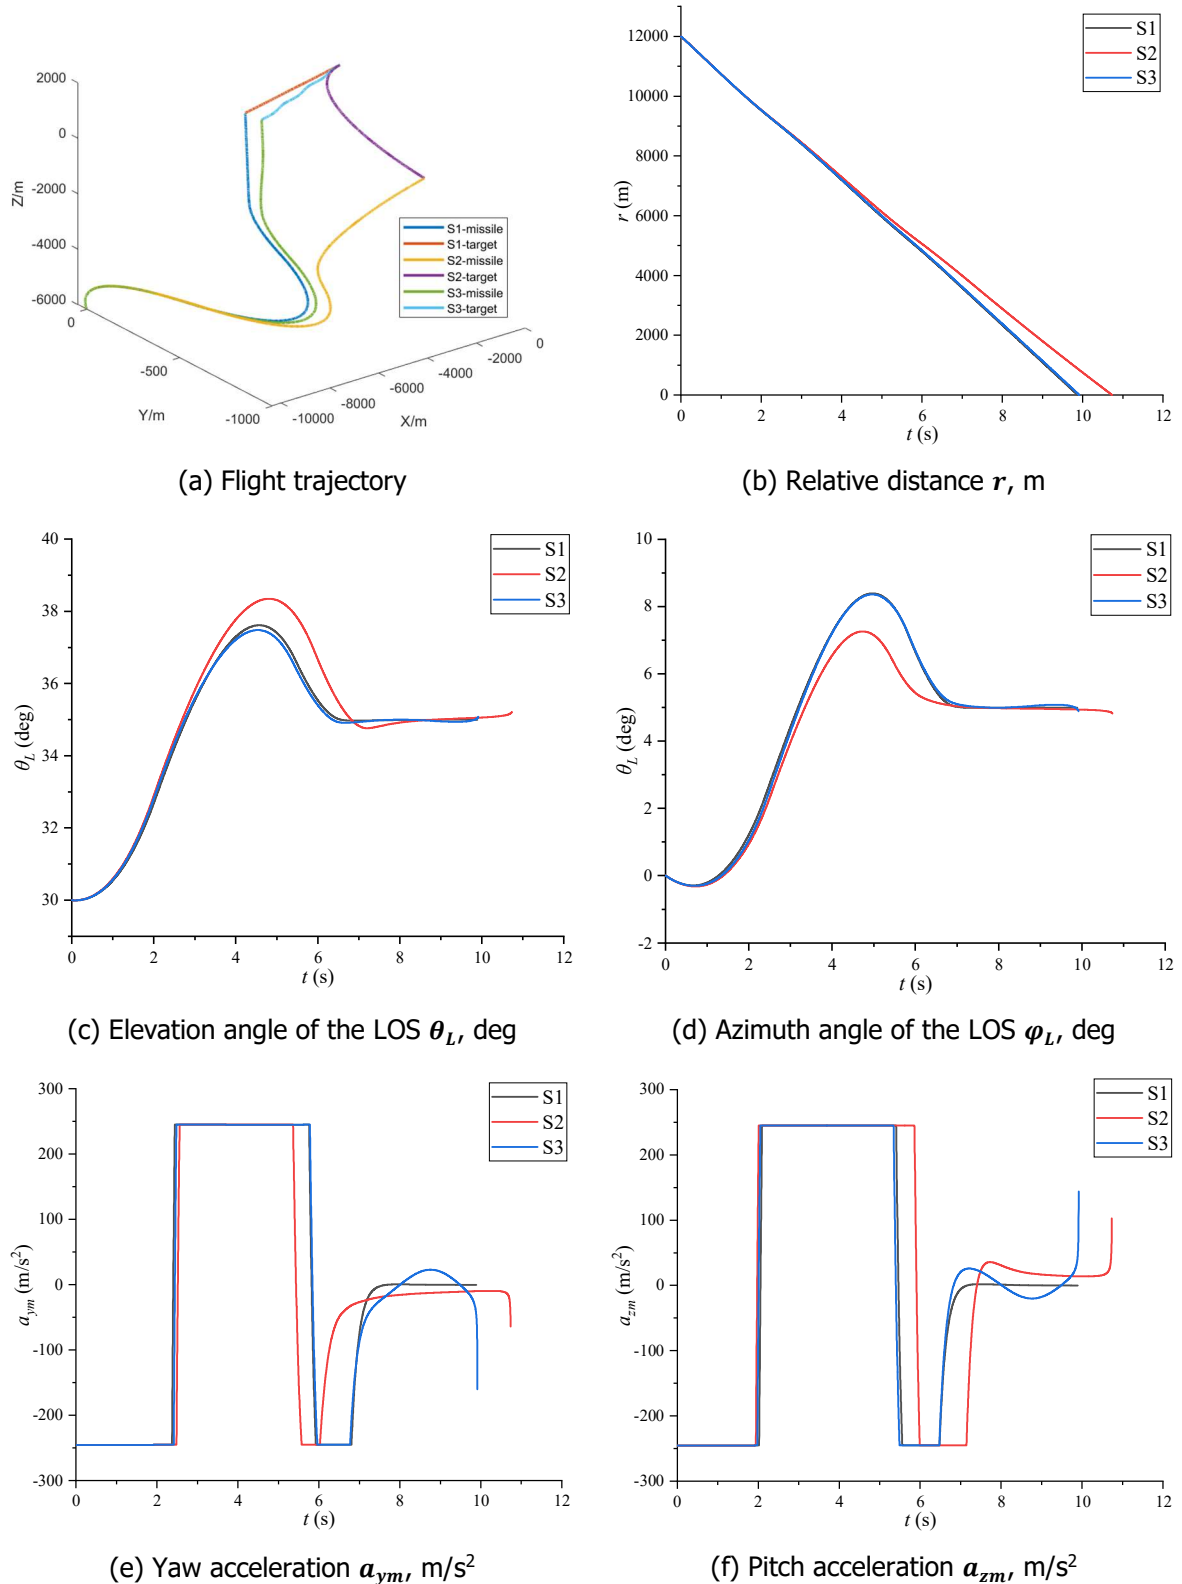 2000
0
-2000
-4000
-6000
Z/m
0
-500
-1000
Y/m
-10000
-8000
-6000
-4000
-2000
0
X/m
S1-missile
S1-target
S2-missile
S2-target
S3-missile
S3-target
(a) Flight trajectory
12000
10000
8000
6000
4000
2000
0
r (m)
0 2 4 6 8 10 12
t (s)
S1
S2
S3
(b) Relative distance r, m
40
38
36
34
32
30
θL (deg)
0 2 4 6 8 10 12
t (s)
S1
S2
S3
(c) Elevation angle of the LOS θL, deg
10
8
6
4
2
0
-2
θL (deg)
0 2 4 6 8 10 12
t (s)
S1
S2
S3
(d) Azimuth angle of the LOS φL, deg
300
200
100
0
-100
-200
-300
aym (m/s²)
0 2 4 6 8 10 12
t (s)
S1
S2
S3
(e) Yaw acceleration aym, m/s²
300
200
100
0
-100
-200
-300
azm (m/s²)
0 2 4 6 8 10 12
t (s)
S1
S2
S3
(f) Pitch acceleration azm, m/s²